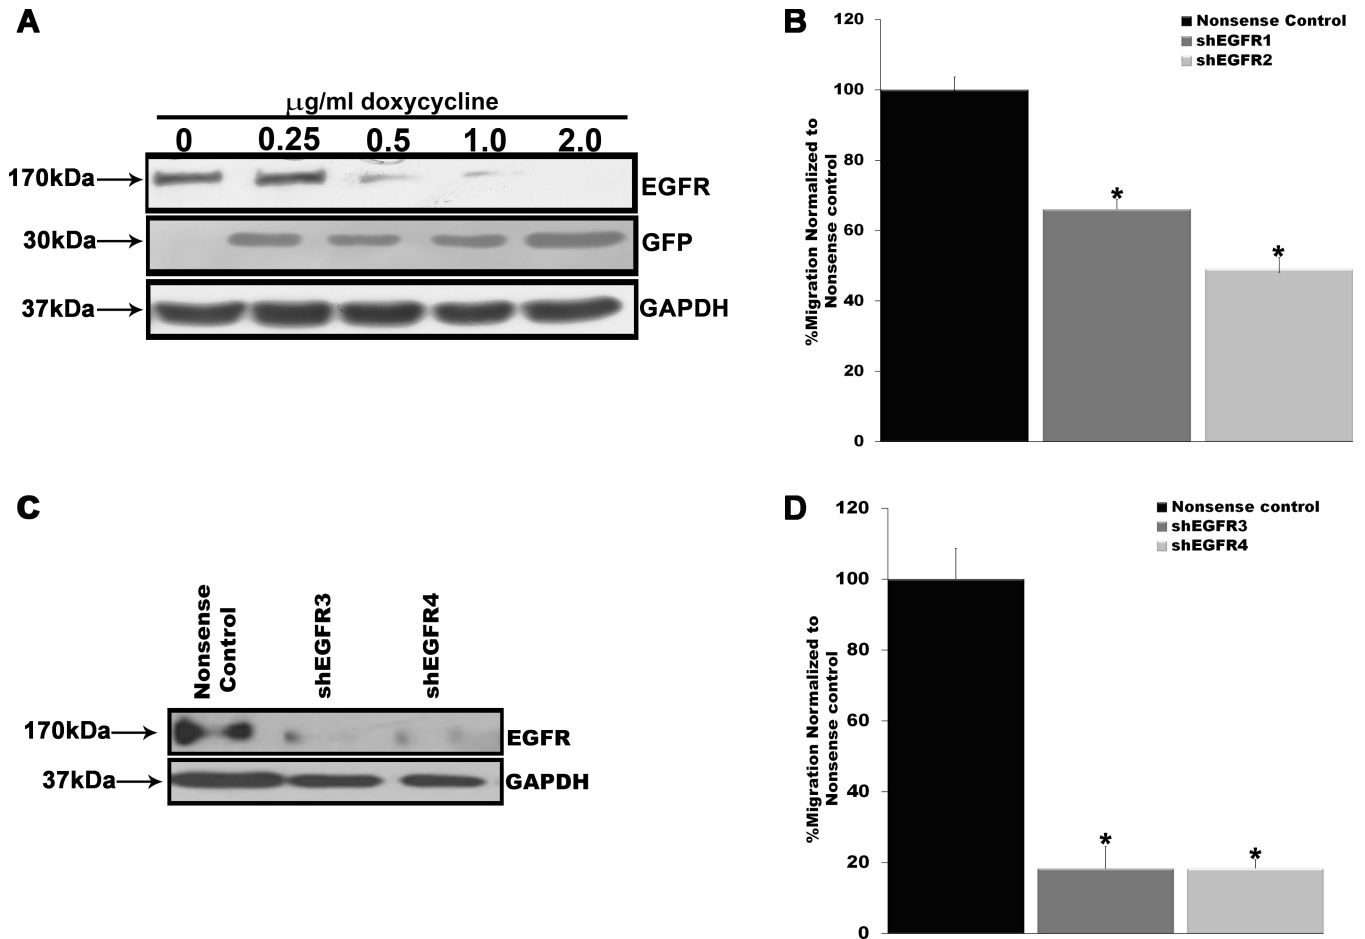 A
μg/ml doxycycline
0 0.25 0.5 1.0 2.0
170kDa EGFR
30kDa GFP
37kDa GAPDH
B
Nonsense Control
shEGFR1
shEGFR2
%Migration Normalized to
Nonsense control
120
100
80
60
40
20
0
*
*
C
Nonsense
Control
shEGFR3
shEGFR4
170kDa EGFR
37kDa GAPDH
D
Nonsense control
shEGFR3
shEGFR4
%Migration Normalized to
Nonsense control
120
100
80
60
40
20
0
*
*